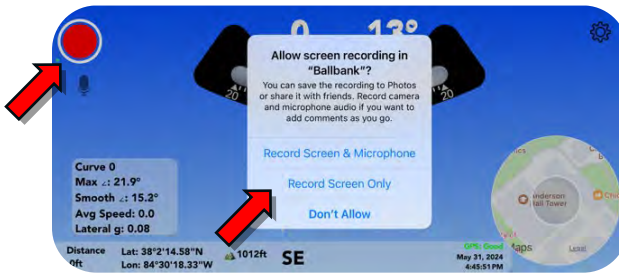 0 13°
Allow screen recording in
"Ballbank"?
You can save the recording to Photos
or share it with friends. Record camera
and microphone audio if you want to
add comments as you go.
Record Screen & Microphone
Record Screen Only
Don't Allow
20
20
Curve 0
Max ∠: 21.9°
Smooth ∠: 15.2°
Avg Speed: 0.0
Lateral g: 0.08
Distance
0ft
Lat: 38°2'14.58"N
Lon: 84°30'18.33"W
1012ft
SE
Hall Tower
Maps
Legal
GPS: Good
May 31, 2024
4:45:51 PM